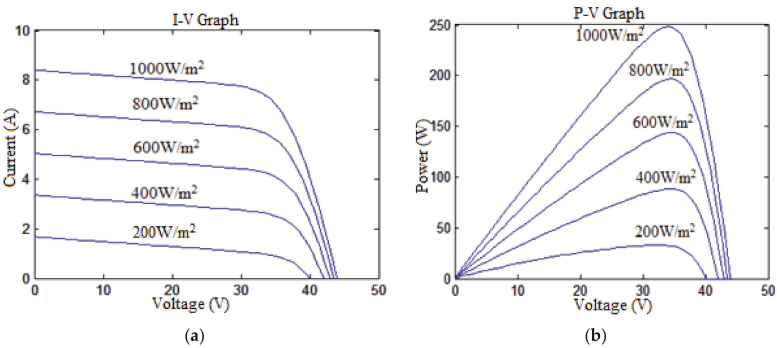 I-V Graph
10
8
6
4
2
0
Current (A)
1000W/m²
800W/m²
600W/m²
400W/m²
200W/m²
0 10 20 30 40 50
Voltage (V)
(a)
P-V Graph
250
200
150
100
50
0
Power (W)
1000W/m²
800W/m²
600W/m²
400W/m²
200W/m²
0 10 20 30 40 50
Voltage (V)
(b)